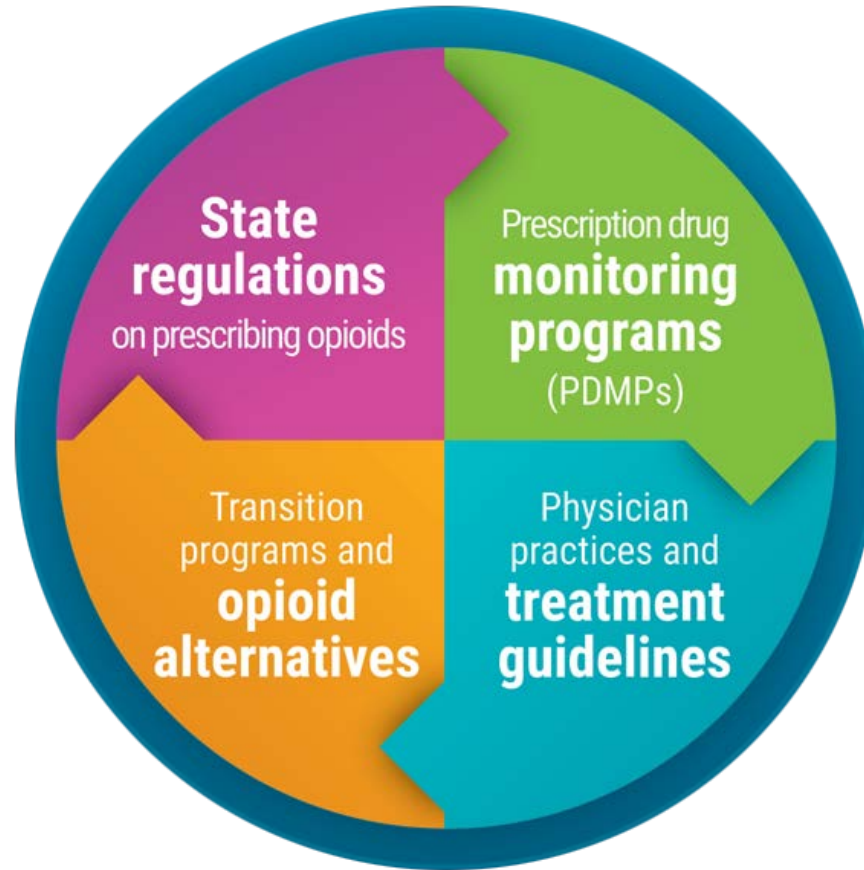 State
regulations
on prescribing opioids
Prescription drug
monitoring
programs
(PDMPs)
Physician
practices and
treatment
guidelines
Transition
programs and
opioid
alternatives